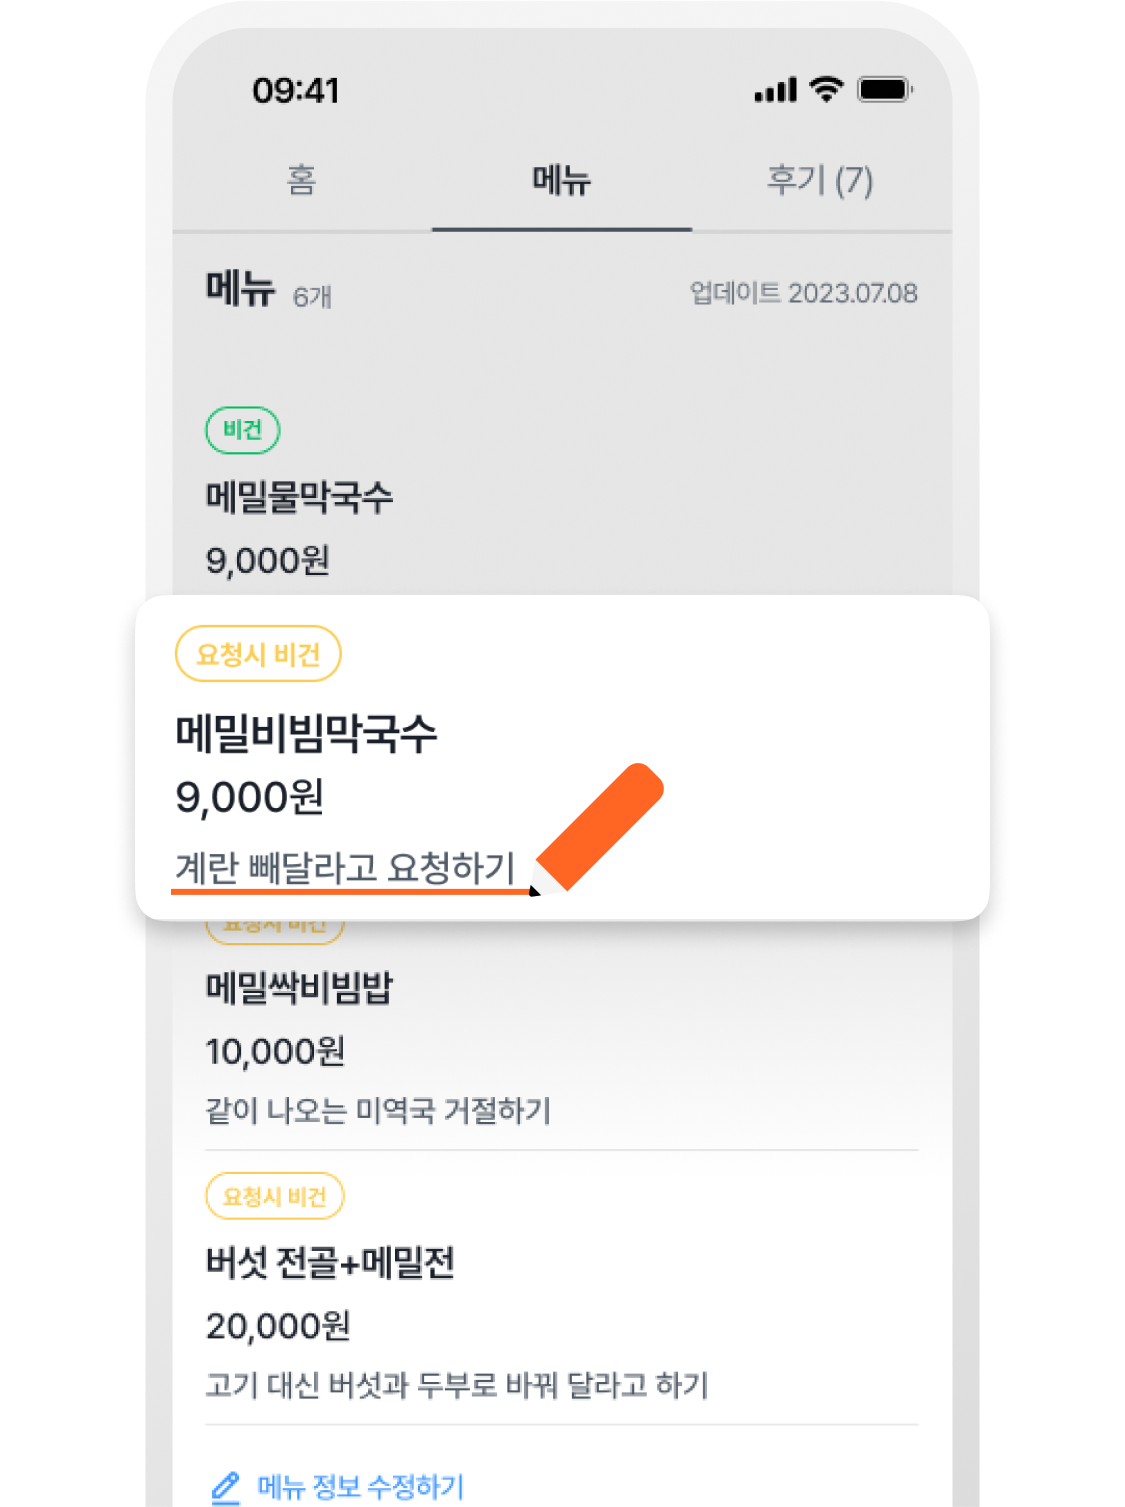 09:41
홈 메뉴 후기 (7)
메뉴 6개 업데이트 2023.07.08
비건
메밀물막국수
9,000원
요청시 비건
메밀비빔막국수
9,000원
계란 빼달라고 요청하기
요청시 비건
메밀싹비빔밥
10,000원
같이 나오는 미역국 거절하기
요청시 비건
버섯 전골+메밀전
20,000원
고기 대신 버섯과 두부로 바꿔 달라고 하기
메뉴 정보 수정하기